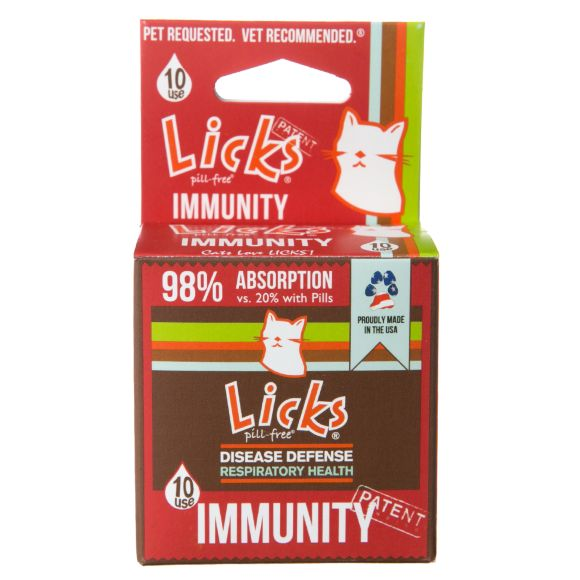 PET REQUESTED. VET RECOMMENDED.®
10
use
PATENT
Licks
pill-free® ®
IMMUNITY
Licks
pill-free®
IMMUNITY
Cats Love LICKS!
10
use
98% ABSORPTION
vs. 20% with Pills
PROUDLY MADE
IN THE USA
Licks
pill-free® ®
DISEASE DEFENSE
RESPIRATORY HEALTH
10
use
IMMUNITY
PATENT